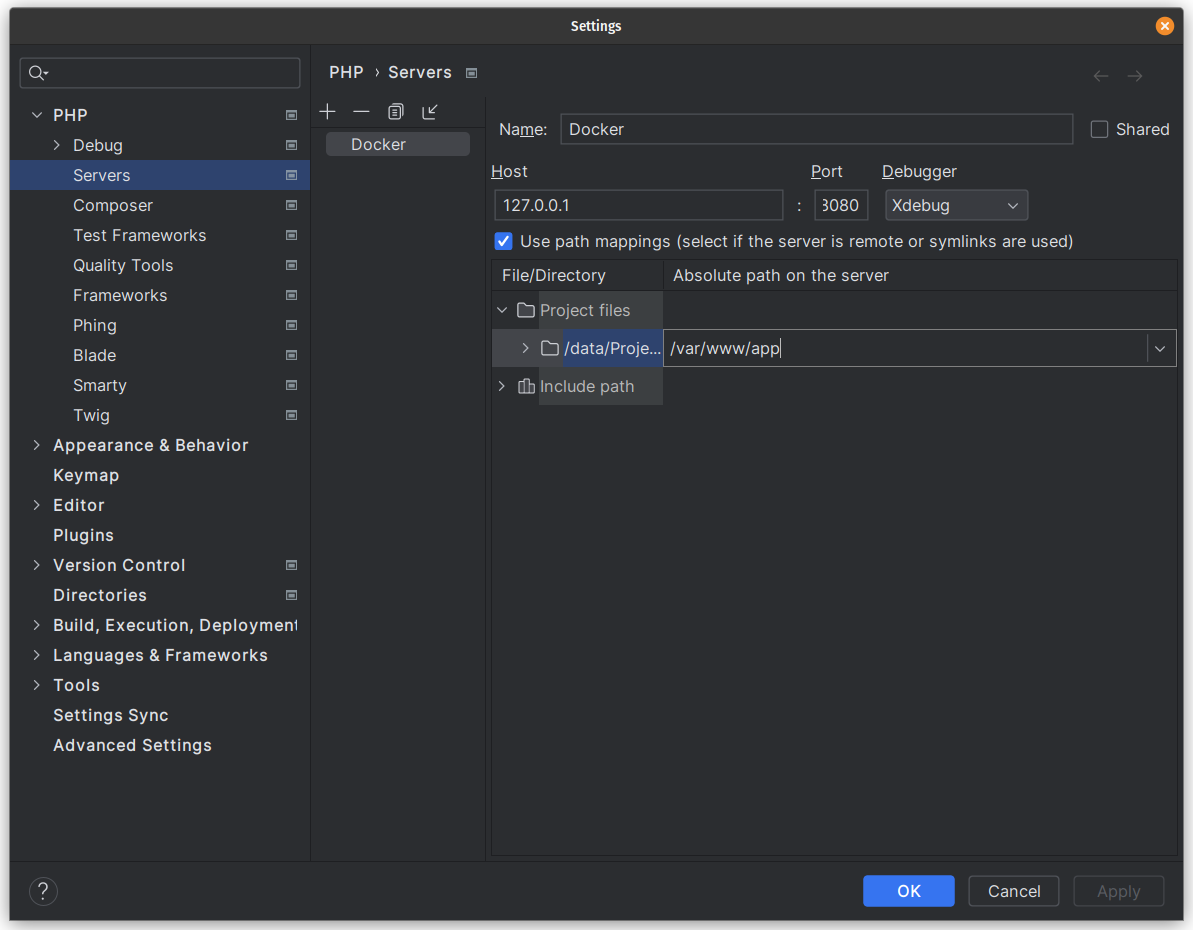 Settings
PHP › Servers
PHP
Debug
Servers
Composer
Test Frameworks
Quality Tools
Frameworks
Phing
Blade
Smarty
Twig
Appearance & Behavior
Keymap
Editor
Plugins
Version Control
Directories
Build, Execution, Deployment
Languages & Frameworks
Tools
Settings Sync
Advanced Settings
Docker
Name: Docker Shared
Host Port Debugger
127.0.0.1 : 8080 Xdebug
Use path mappings (select if the server is remote or symlinks are used)
File/Directory Absolute path on the server
Project files
/data/Proje... /var/www/app
Include path
? OK Cancel Apply